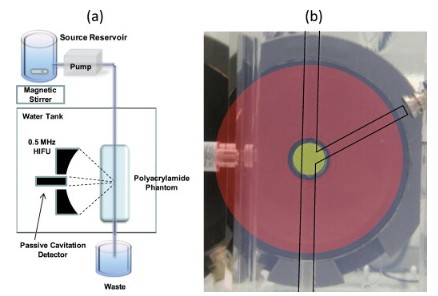 (a)
(b)
Source Reservoir
Pump
Magnetic
Stirrer
Water Tank
0.5 MHz
HIFU
Polyacrylamide
Phantom
Passive Cavitation
Detector
Waste